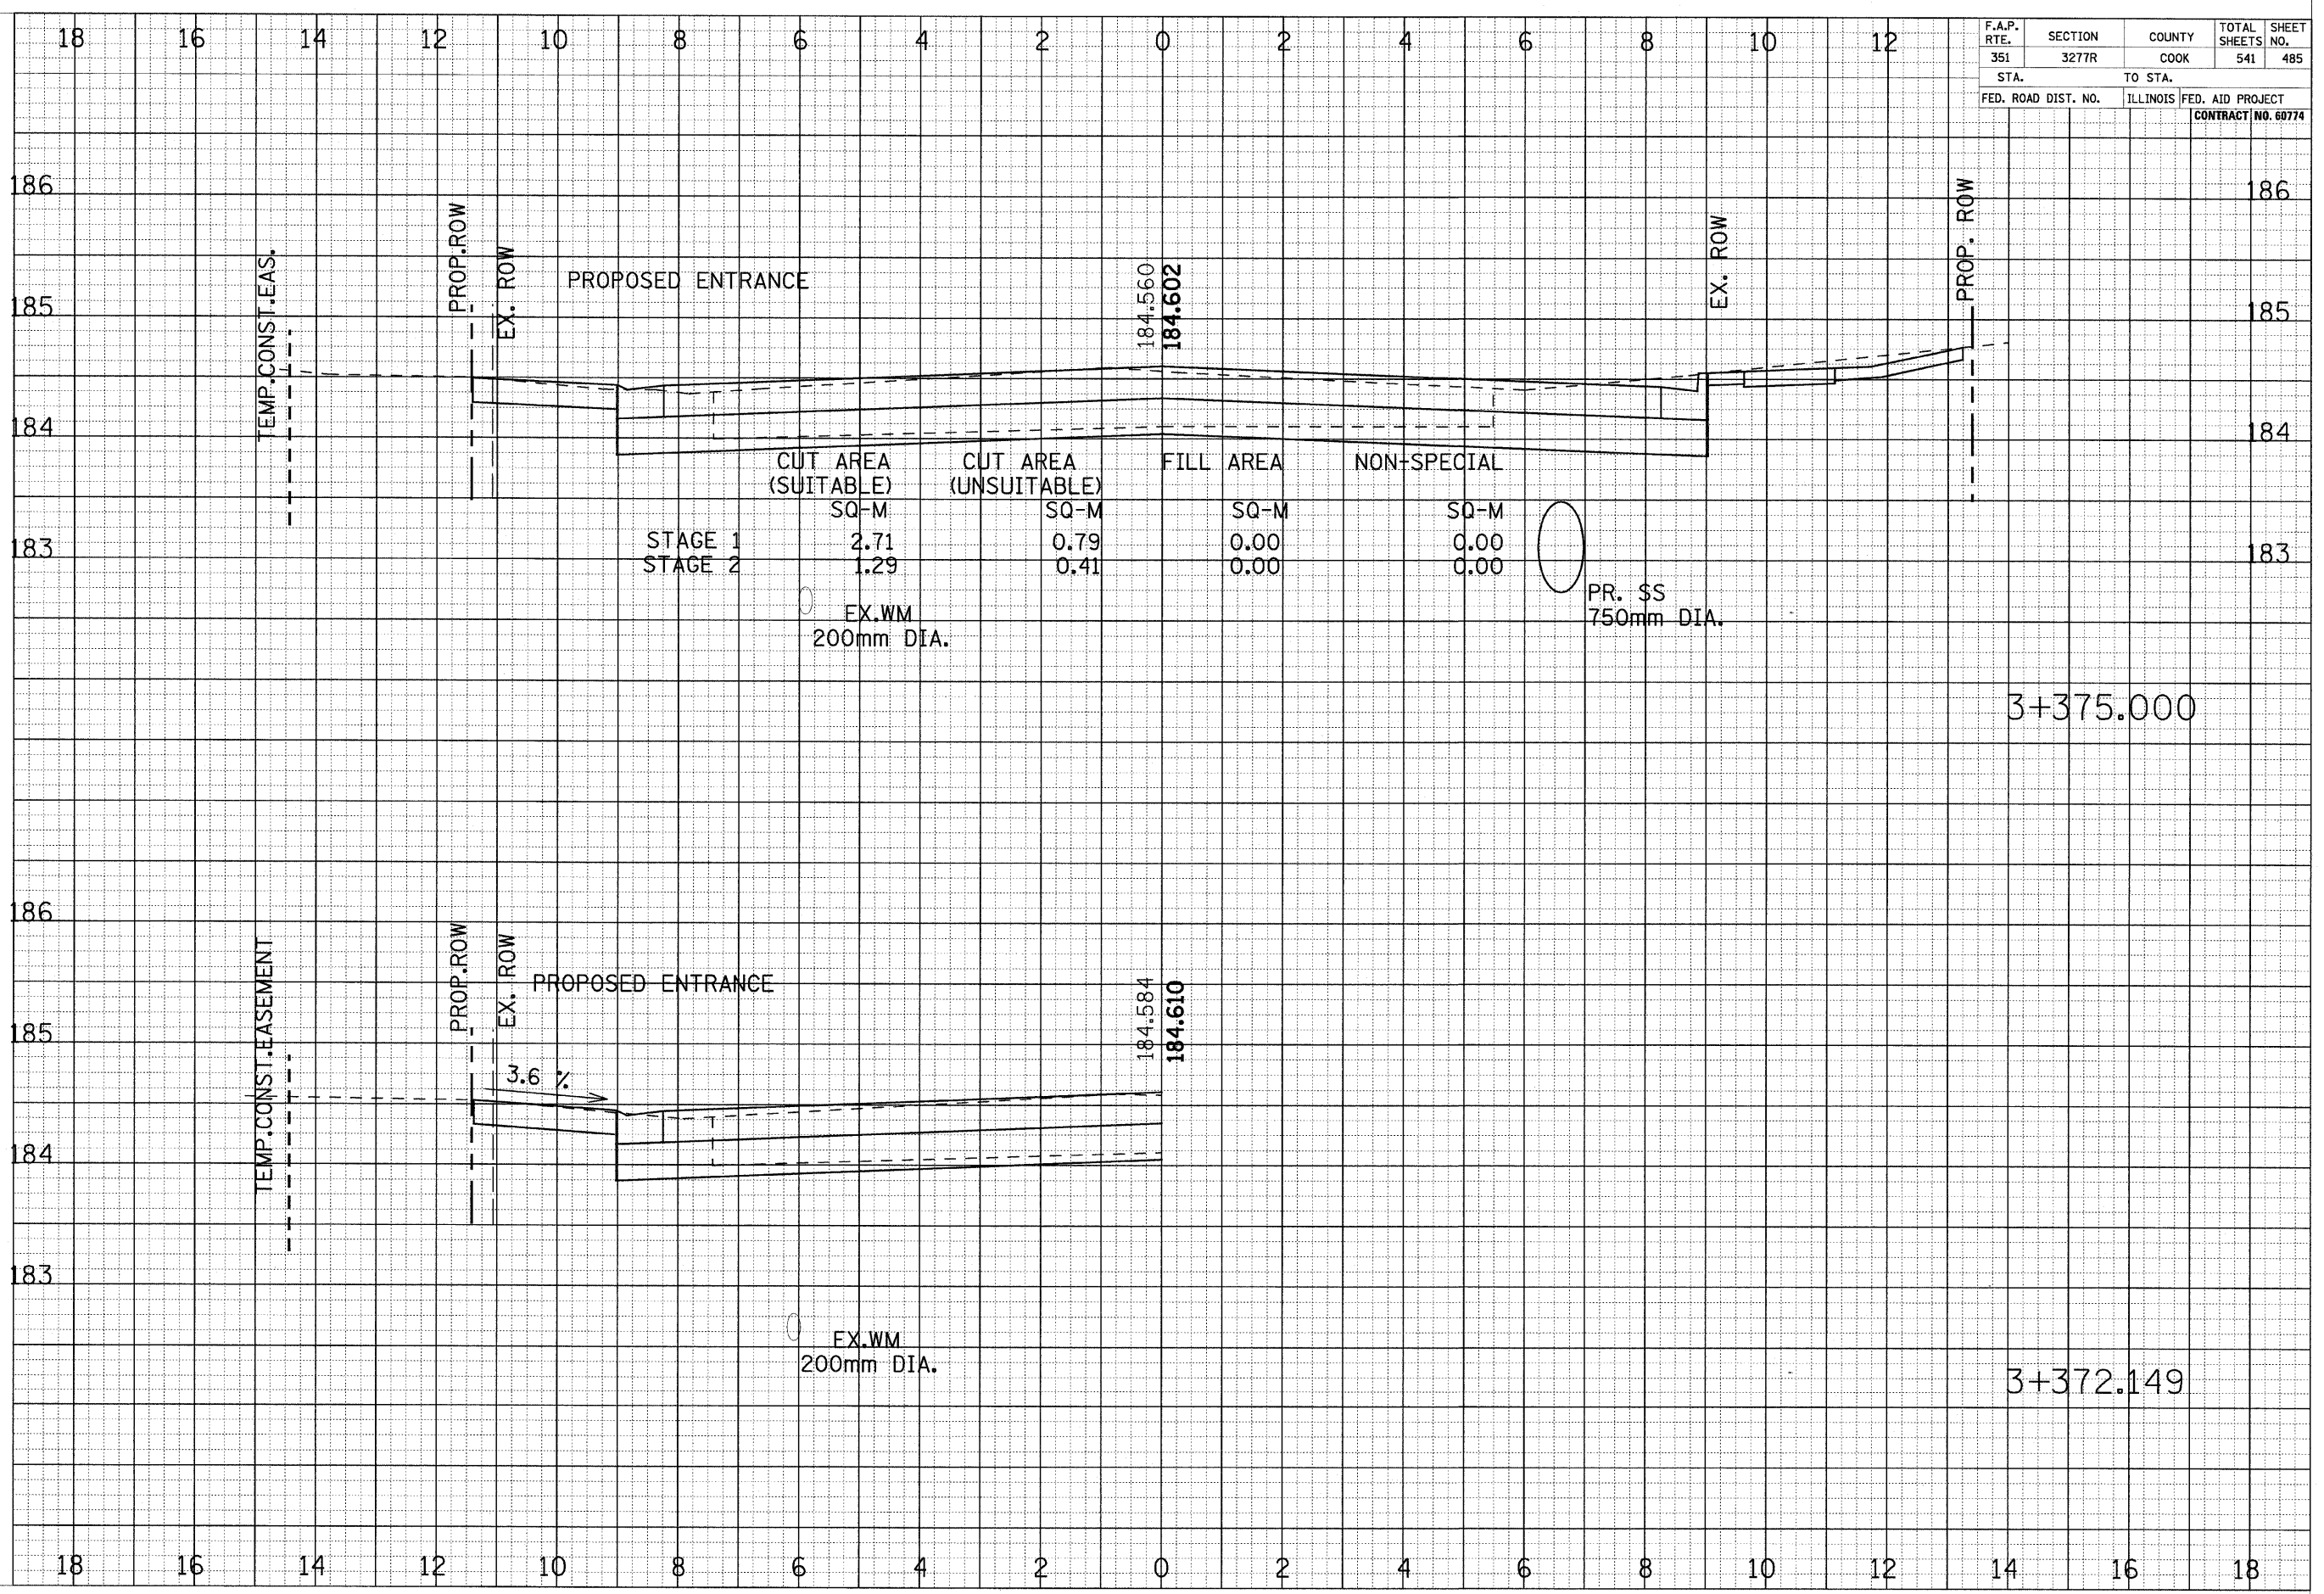 18 16 14 12 10 8 6 4 2 0 2 4 6 8 10 12
F.A.P. RTE. SECTION COUNTY TOTAL SHEETS SHEET NO.
351 3277R COOK 541 485
STA. TO STA.
FED. ROAD DIST. NO. ILLINOIS FED. AID PROJECT
CONTRACT NO. 60774
186 186
TEMP.CONST.EAS.
PROP.ROW
EX. ROW
PROPOSED ENTRANCE
184.560
184.602
EX. ROW
PROP. ROW
185 185
184 184
CUT AREA CUT AREA FILL AREA NON-SPECIAL
(SUITABLE) (UNSUITABLE)
SQ-M SQ-M SQ-M SQ-M
STAGE 1 2.71 0.79 0.00 0.00
STAGE 2 1.29 0.41 0.00 0.00
183 183
EX.WM
200mm DIA.
PR. SS
750mm DIA.
3+375.000
186
TEMP.CONST.EASEMENT
PROP.ROW
EX. ROW
PROPOSED ENTRANCE
184.584
184.610
185
3.6 %
184
183
EX.WM
200mm DIA.
3+372.149
18 16 14 12 10 8 6 4 2 0 2 4 6 8 10 12 14 16 18